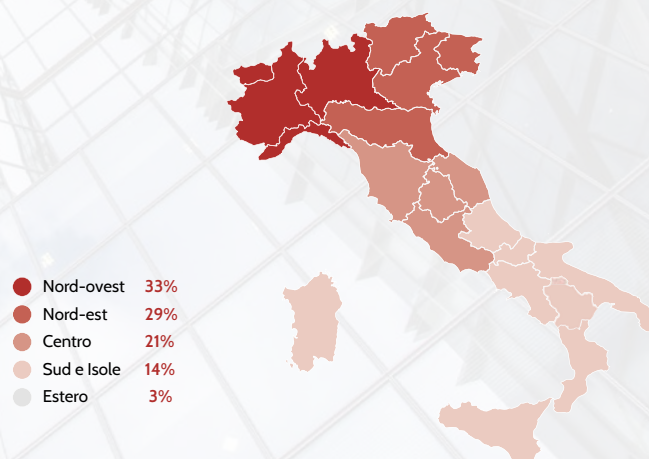 Nord-ovest 33%
Nord-est 29%
Centro 21%
Sud e Isole 14%
Estero 3%